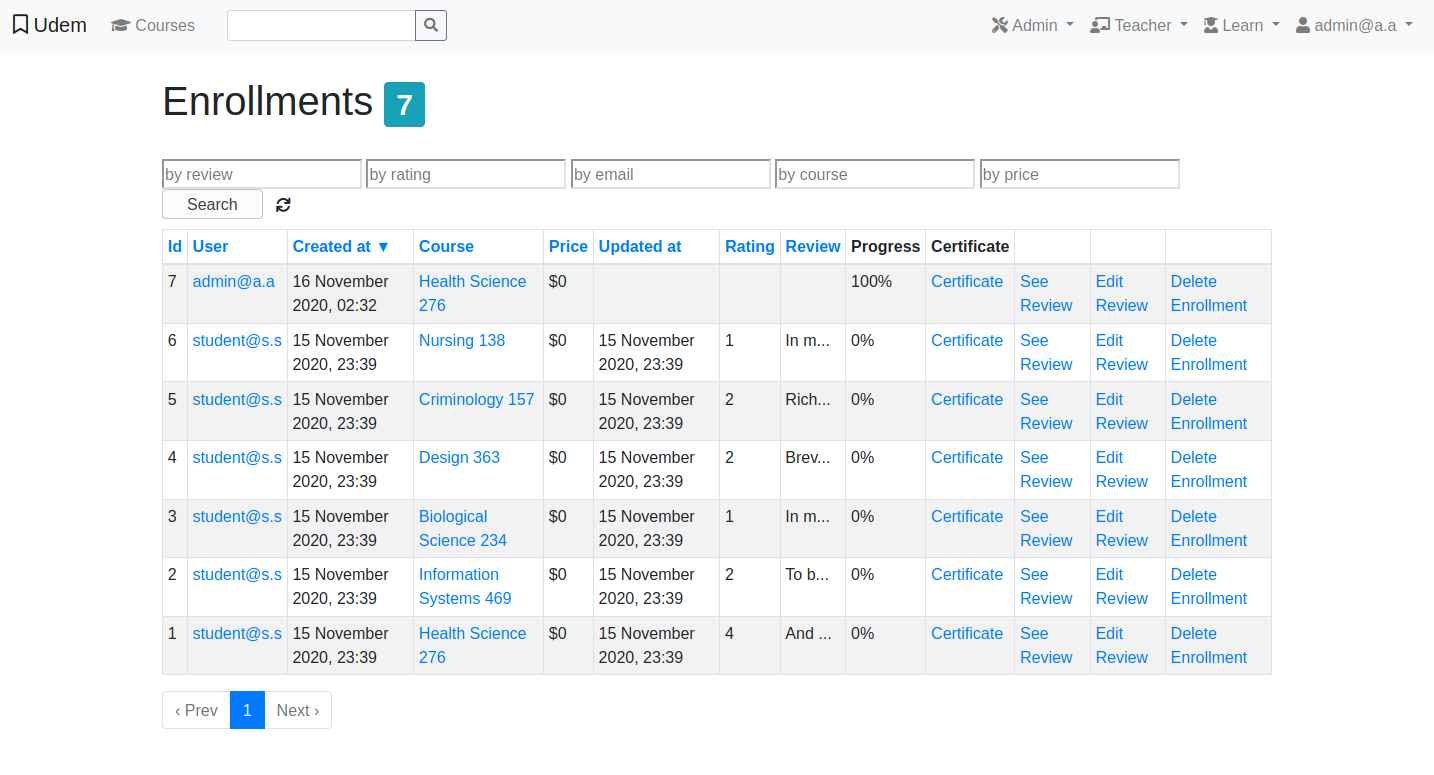 Udem Courses Admin Teacher Learn admin@a.a
Enrollments 7
by review by rating by email by course by price
Search
Id User Created at ▼ Course Price Updated at Rating Review Progress Certificate
7 admin@a.a 16 November Health Science $0 100% Certificate See Edit Delete
2020, 02:32 276 Review Review Enrollment
6 student@s.s 15 November Nursing 138 $0 15 November 1 In m... 0% Certificate See Edit Delete
2020, 23:39 2020, 23:39 Review Review Enrollment
5 student@s.s 15 November Criminology 157 $0 15 November 2 Rich... 0% Certificate See Edit Delete
2020, 23:39 2020, 23:39 Review Review Enrollment
4 student@s.s 15 November Design 363 $0 15 November 2 Brev... 0% Certificate See Edit Delete
2020, 23:39 2020, 23:39 Review Review Enrollment
3 student@s.s 15 November Biological $0 15 November 1 In m... 0% Certificate See Edit Delete
2020, 23:39 Science 234 2020, 23:39 Review Review Enrollment
2 student@s.s 15 November Information $0 15 November 2 To b... 0% Certificate See Edit Delete
2020, 23:39 Systems 469 2020, 23:39 Review Review Enrollment
1 student@s.s 15 November Health Science $0 15 November 4 And ... 0% Certificate See Edit Delete
2020, 23:39 276 2020, 23:39 Review Review Enrollment
‹ Prev 1 Next ›